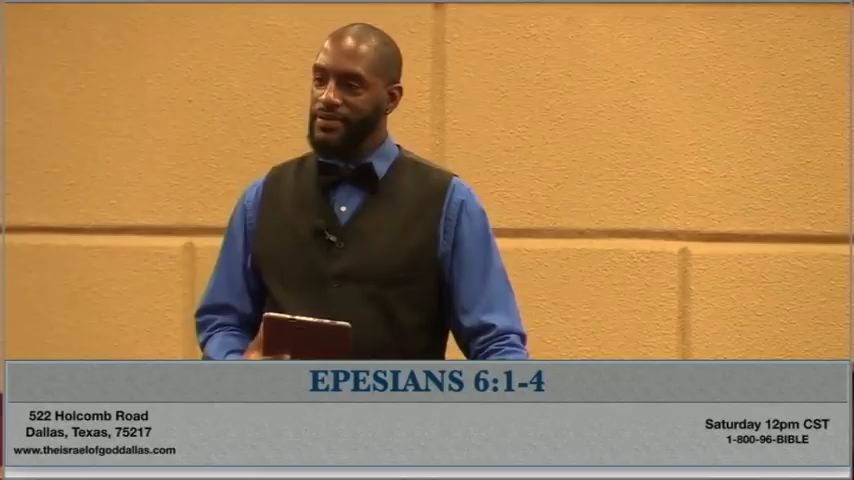 EPESIANS 6:1-4
522 Holcomb Road
Dallas, Texas, 75217
www.theisraelofgoddallas.com
Saturday 12pm CST
1-800-96-BIBLE